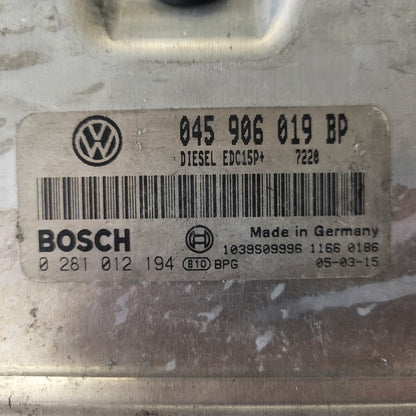 045 906 019 BP
DIESEL EDC15P+ 7220
BOSCH
Made in Germany
1039S09996 1166 0186
0 281 012 194 810 BPG 05-03-15